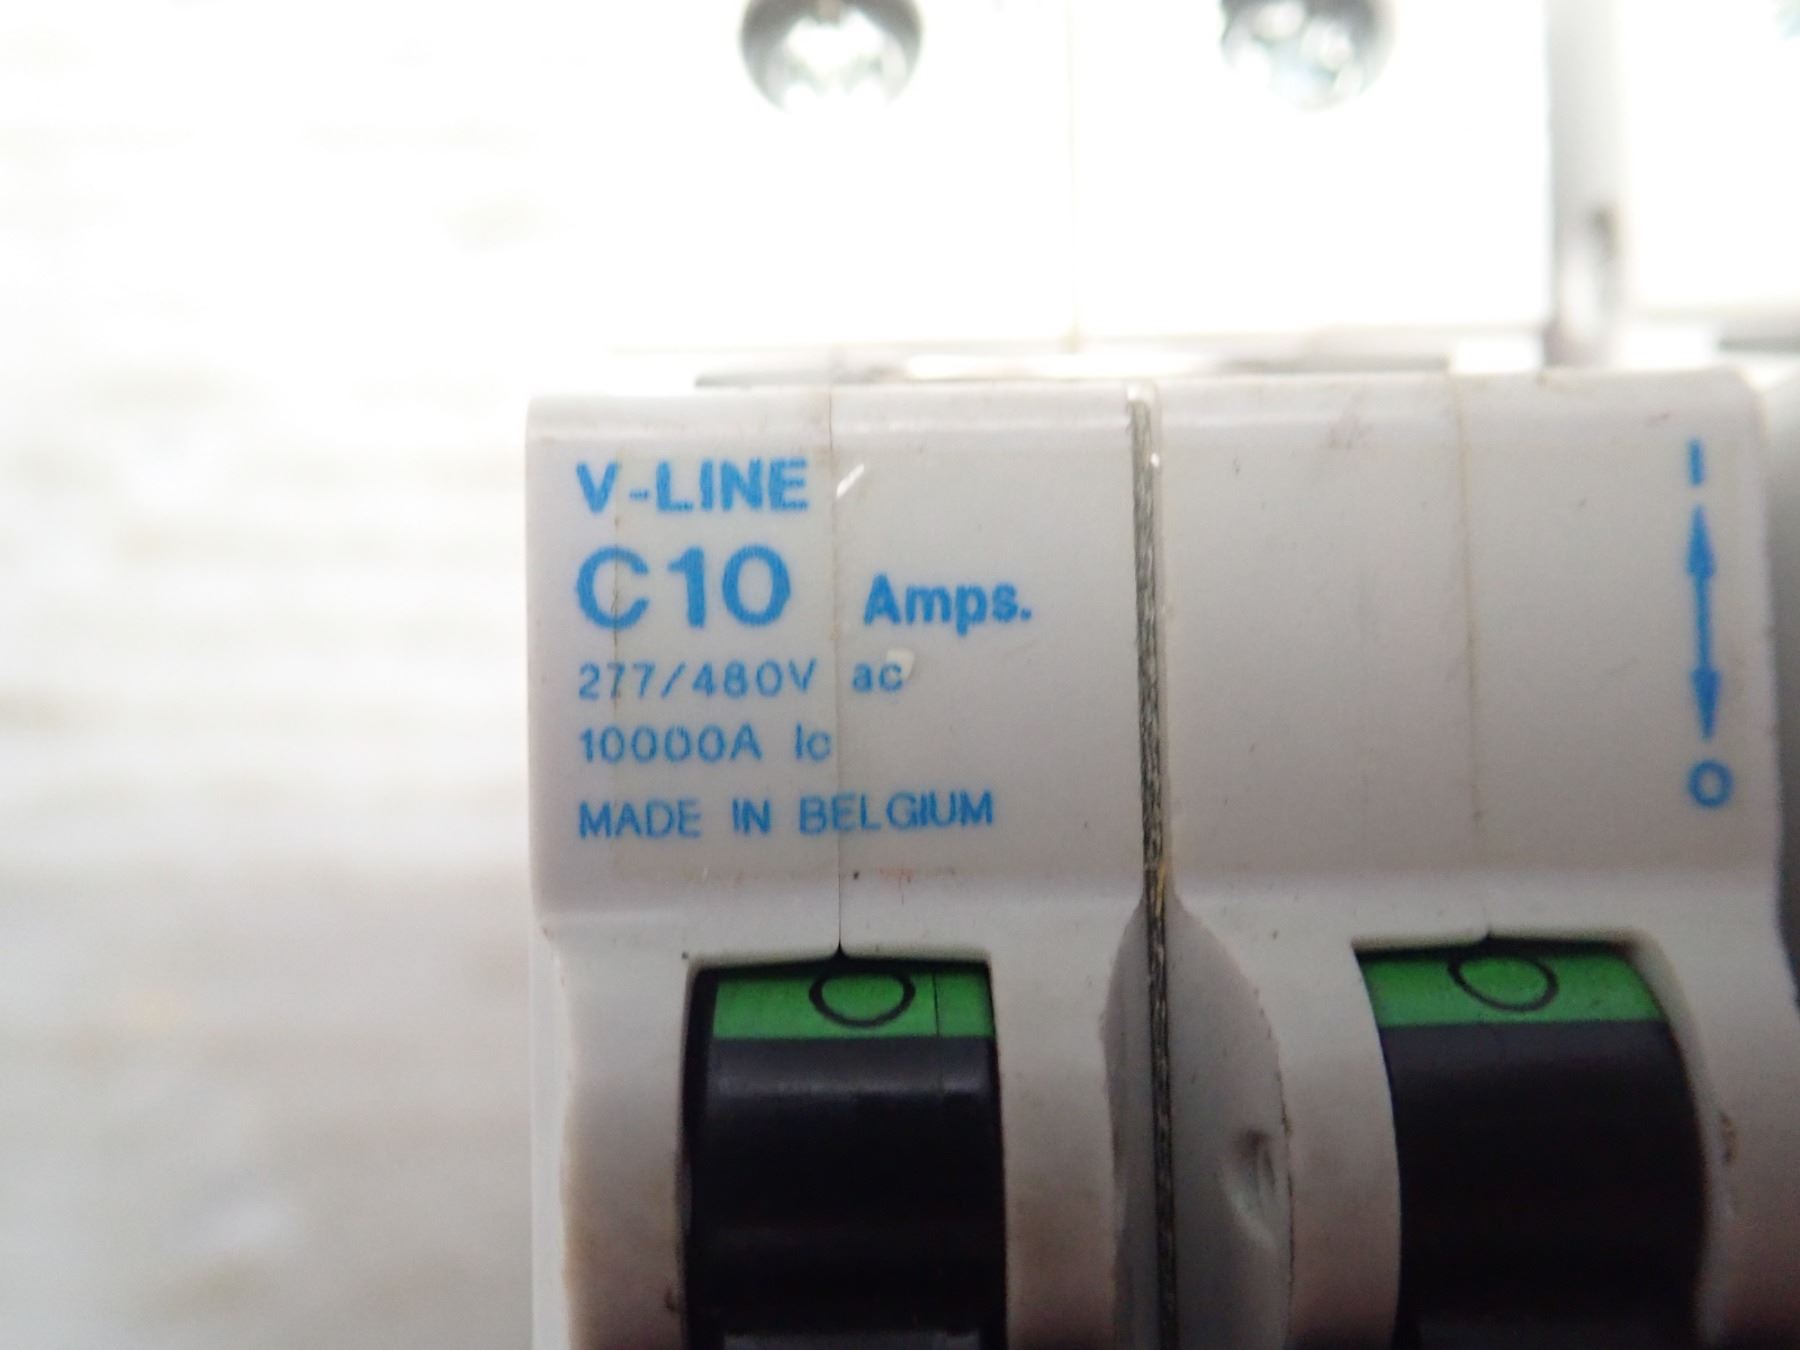 V-LINE
C10 Amps.
277/480V ac
10000A Ic
MADE IN BELGIUM
I
O
O
O